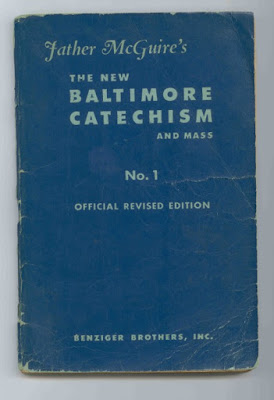 Father McGuire's
THE NEW
BALTIMORE
CATECHISM
AND MASS
No. 1
OFFICIAL REVISED EDITION
BENZIGER BROTHERS, INC.